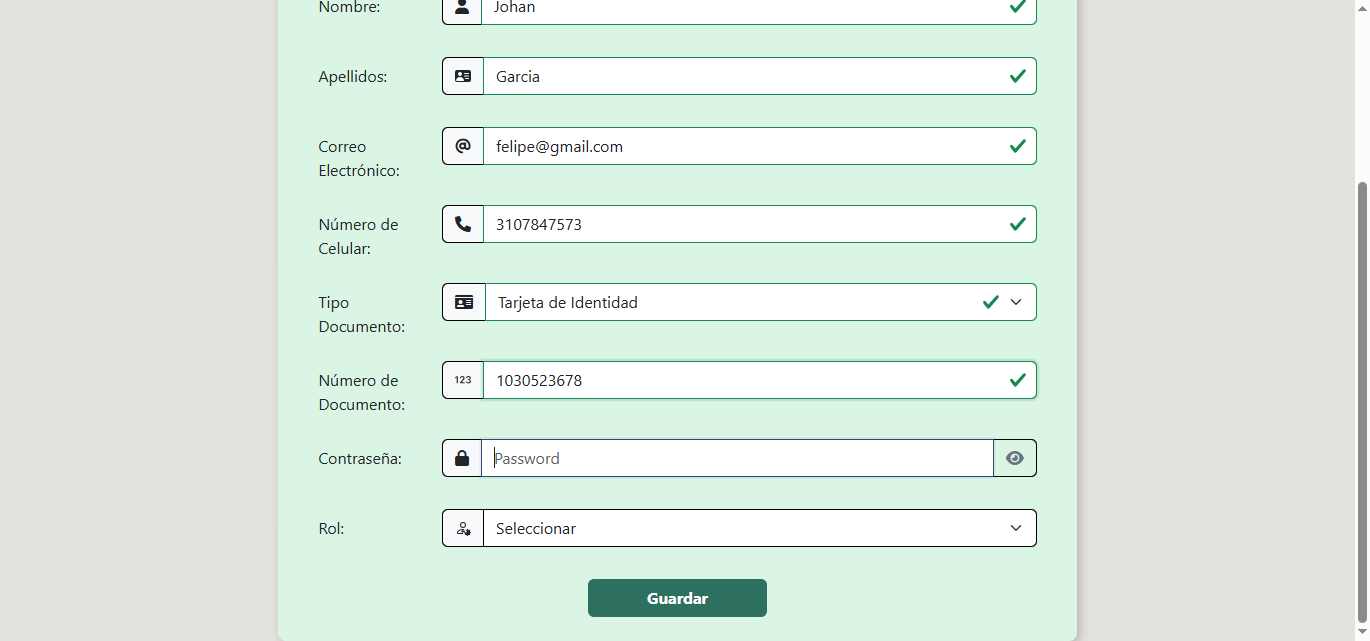 Nombre: Johan
Apellidos: Garcia
Correo Electrónico: felipe@gmail.com
Número de Celular: 3107847573
Tipo Documento: Tarjeta de Identidad
Número de Documento: 123 1030523678
Contraseña: Password
Rol: Seleccionar
Guardar